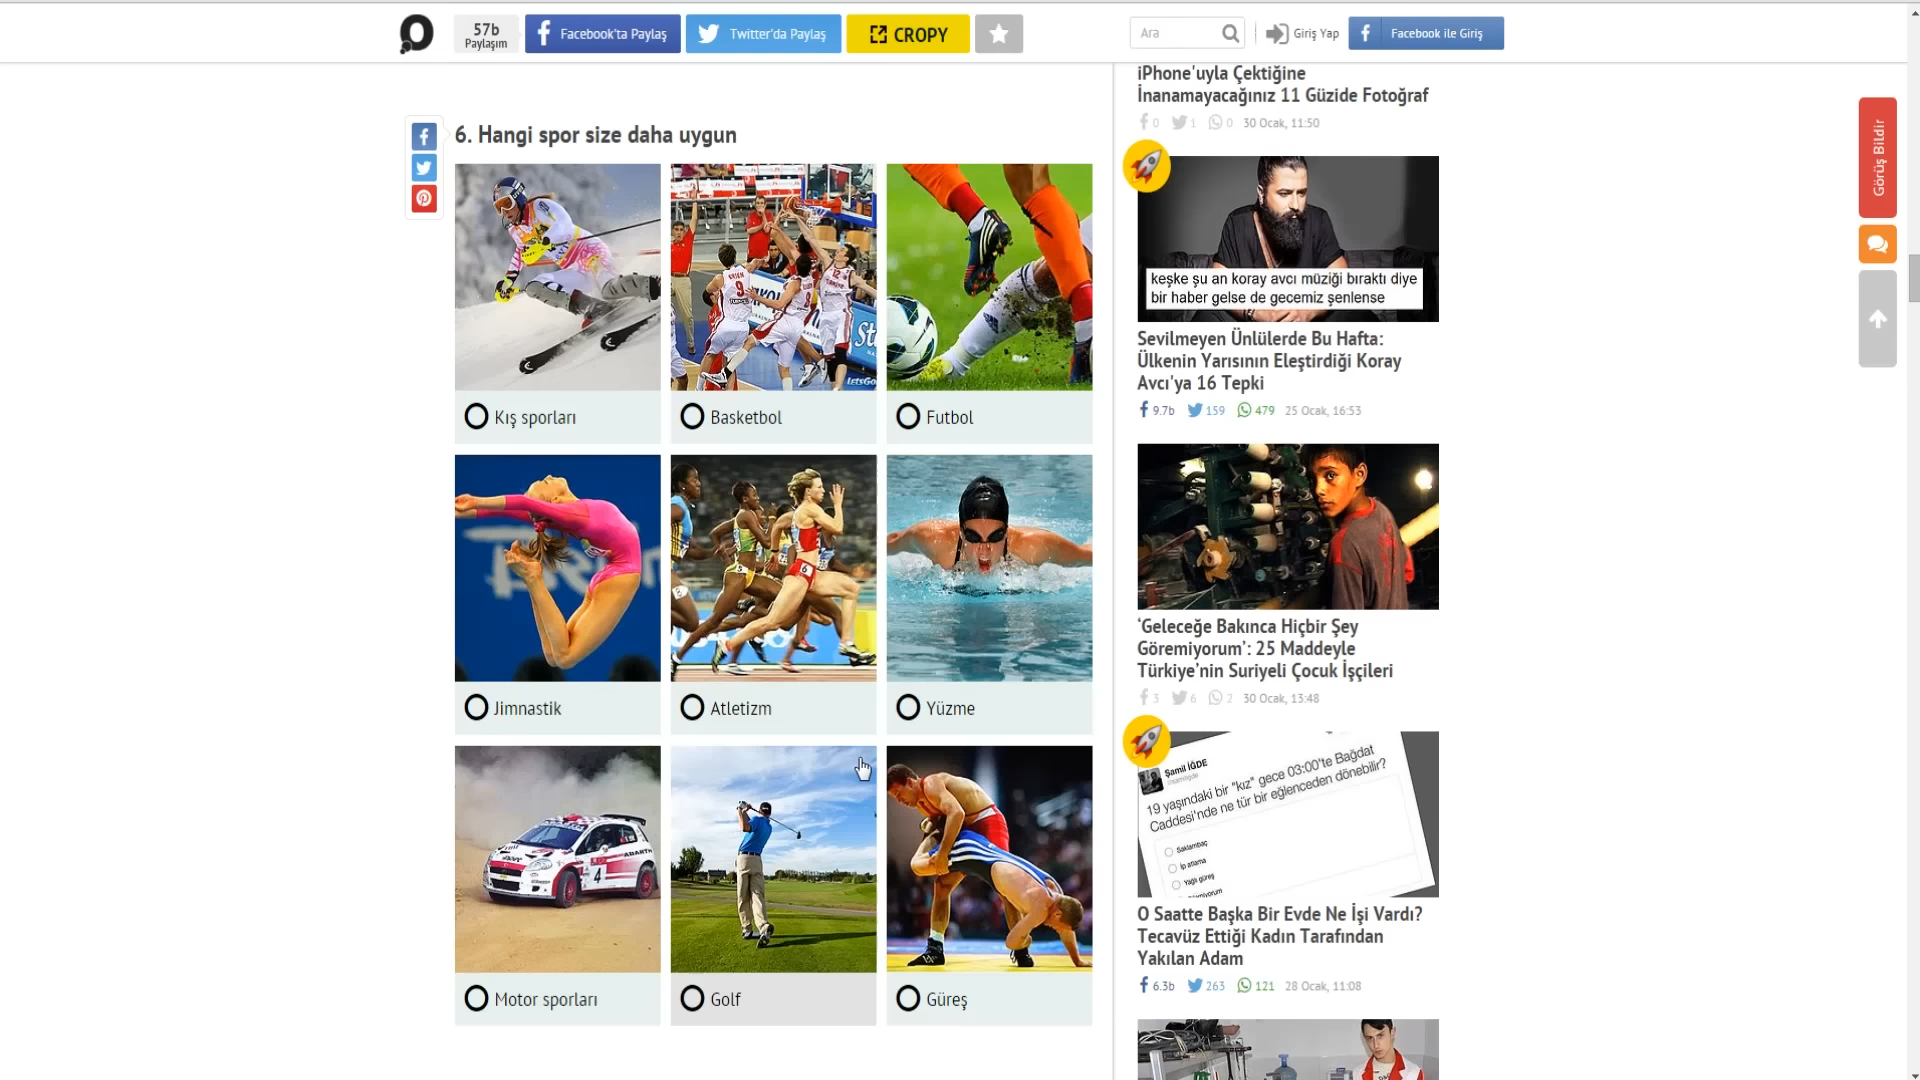 57b
Paylaşım
Facebook'ta Paylaş
Twitter'da Paylaş
CROPY
Ara
Giriş Yap
Facebook ile Giriş
6. Hangi spor size daha uygun
Kış sporları
Basketbol
Futbol
Jimnastik
Atletizm
Yüzme
Motor sporları
Golf
Güreş
iPhone'uyla Çektiğine
İnanamayacağınız 11 Güzide Fotoğraf
0 1 0 30 Ocak, 11:50
keşke şu an koray avcı müziği bıraktı diye
bir haber gelse de gecemiz şenlense
Sevilmeyen Ünlülerde Bu Hafta:
Ülkenin Yarısının Eleştirdiği Koray
Avcı'ya 16 Tepki
9.7b 159 479 25 Ocak, 16:53
‘Geleceğe Bakınca Hiçbir Şey
Göremiyorum’: 25 Maddeyle
Türkiye’nin Suriyeli Çocuk İşçileri
3 6 2 30 Ocak, 13:48
Şamil İĞDE
19 yaşındaki bir "kız" gece 03:00'te Bağdat
Caddesi'nde ne tür bir eğlenceden dönebilir?
Saklambaç
İp atlama
Yağlı güreş
O Saatte Başka Bir Evde Ne İşi Vardı?
Tecavüz Ettiği Kadın Tarafından
Yakılan Adam
6.3b 263 121 28 Ocak, 11:08
Görüş Bildir